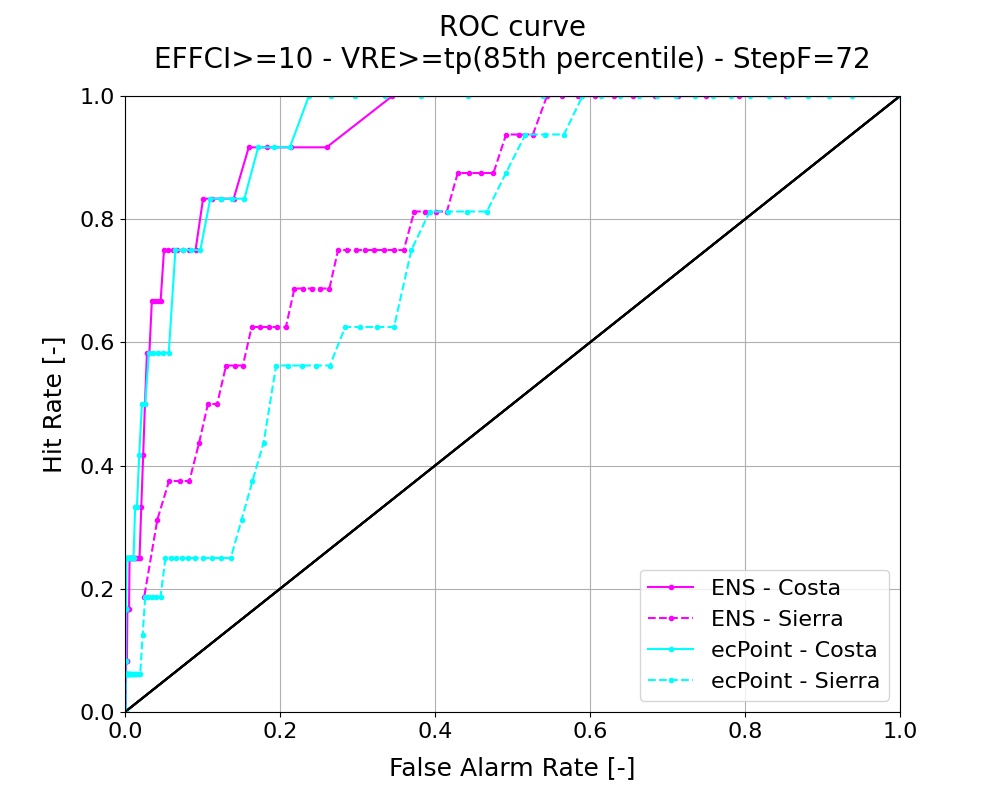 ROC curve
EFFCI>=10 - VRE>=tp(85th percentile) - StepF=72
1.0
0.8
0.6
0.4
0.2
0.0
Hit Rate [-]
0.0 0.2 0.4 0.6 0.8 1.0
False Alarm Rate [-]
ENS - Costa
ENS - Sierra
ecPoint - Costa
ecPoint - Sierra